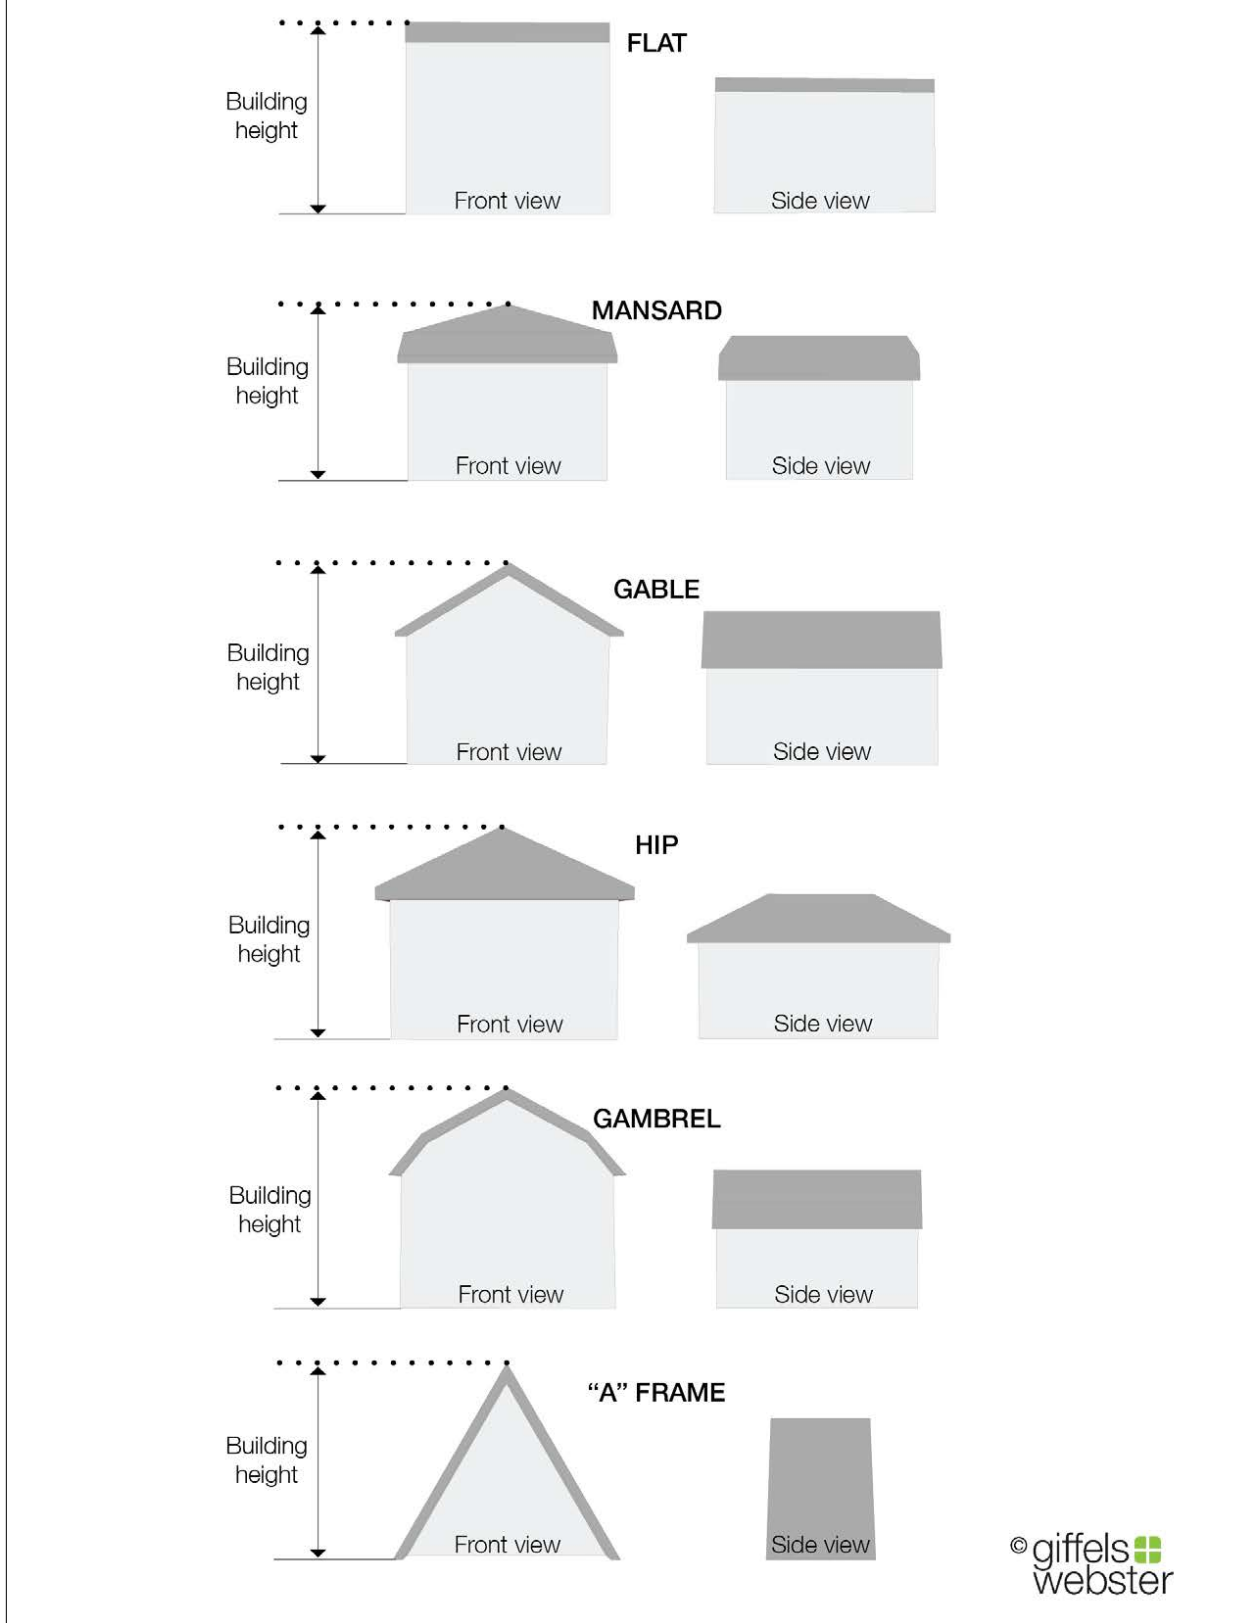 FLAT
Building
height
Front view
Side view
MANSARD
Building
height
Front view
Side view
GABLE
Building
height
Front view
Side view
HIP
Building
height
Front view
Side view
GAMBREL
Building
height
Front view
Side view
“A” FRAME
Building
height
Front view
Side view
© giffels
webster